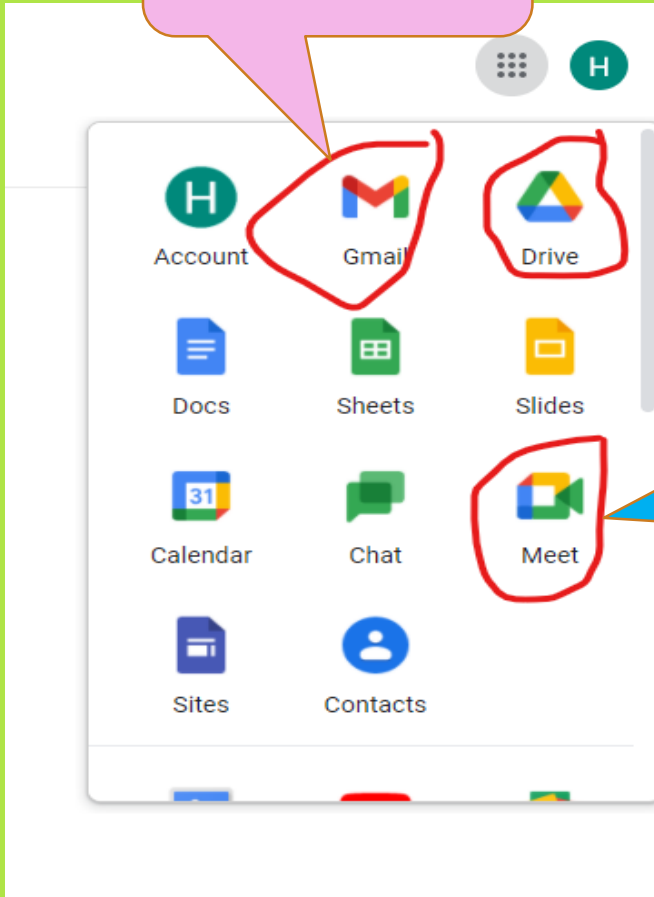 H
H
Account Gmail Drive
Docs Sheets Slides
31
Calendar Chat Meet
Sites Contacts